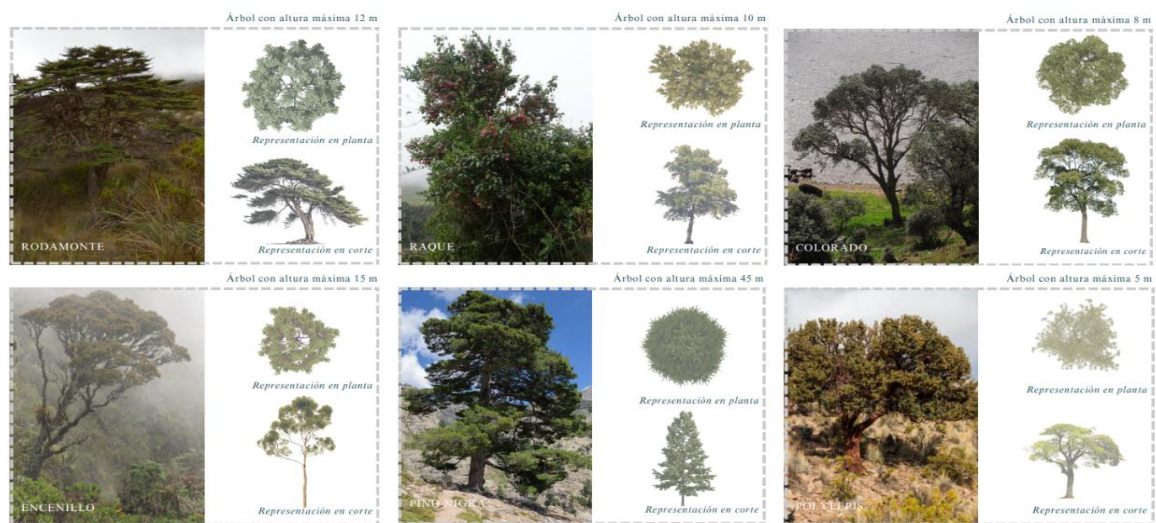 Árbol con altura máxima 12 m
Representación en planta
Representación en corte
RODAMONTE
Árbol con altura máxima 10 m
Representación en planta
Representación en corte
RAQUE
Árbol con altura máxima 8 m
Representación en planta
Representación en corte
COLORADO
Árbol con altura máxima 15 m
Representación en planta
Representación en corte
ENCENILLO
Árbol con altura máxima 45 m
Representación en planta
Representación en corte
PINO NIGRA
Árbol con altura máxima 5 m
Representación en planta
Representación en corte
POLYLEPIS